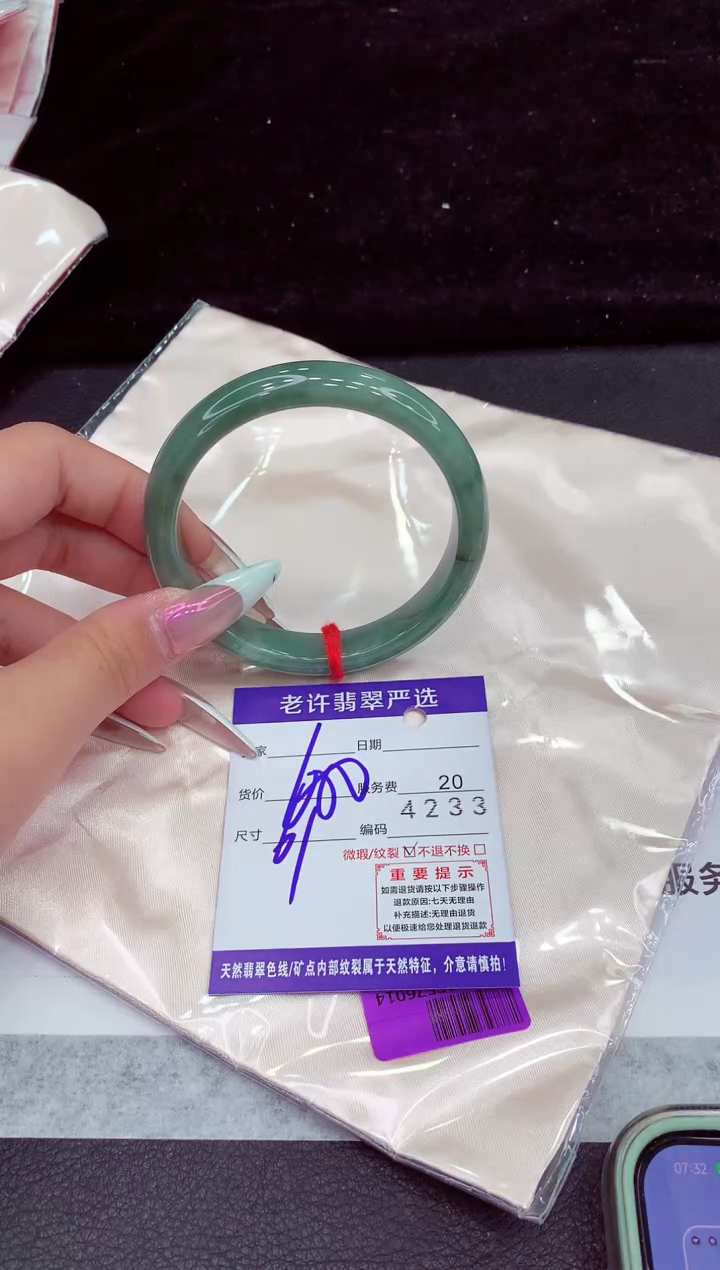 老许翡翠严选
家 日期
货价 服务费 20
4233
尺寸 编码
微瑕/纹裂 ☑ 不退不换 □
重要提示
如需退货请按以下步骤操作
退款原因:七天无理由
补充描述:无理由退货
以便极速给您处理退货退款
天然翡翠色线/矿点内部纹裂属于天然特征，介意请慎拍!
服务
07:32